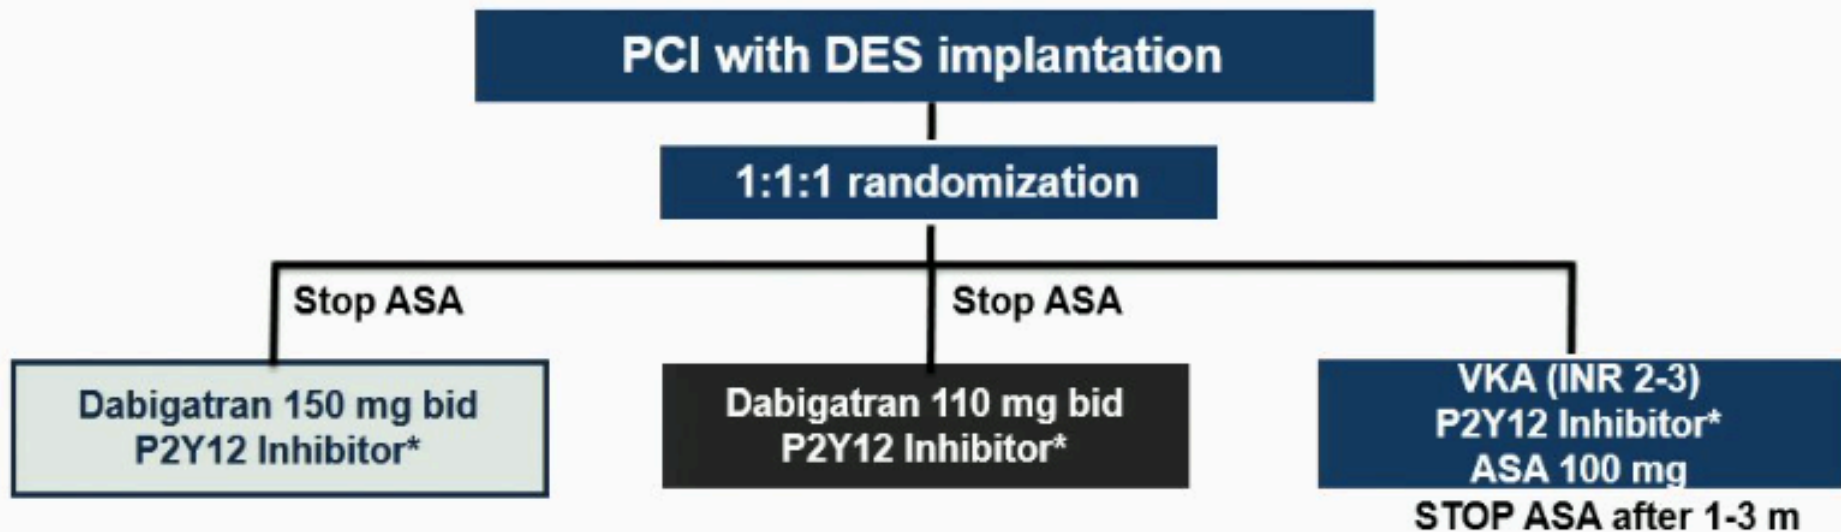 PCI with DES implantation
1:1:1 randomization
Stop ASA
Stop ASA
Dabigatran 150 mg bid
P2Y12 Inhibitor*
Dabigatran 110 mg bid
P2Y12 Inhibitor*
VKA (INR 2-3)
P2Y12 Inhibitor*
ASA 100 mg
STOP ASA after 1-3 m